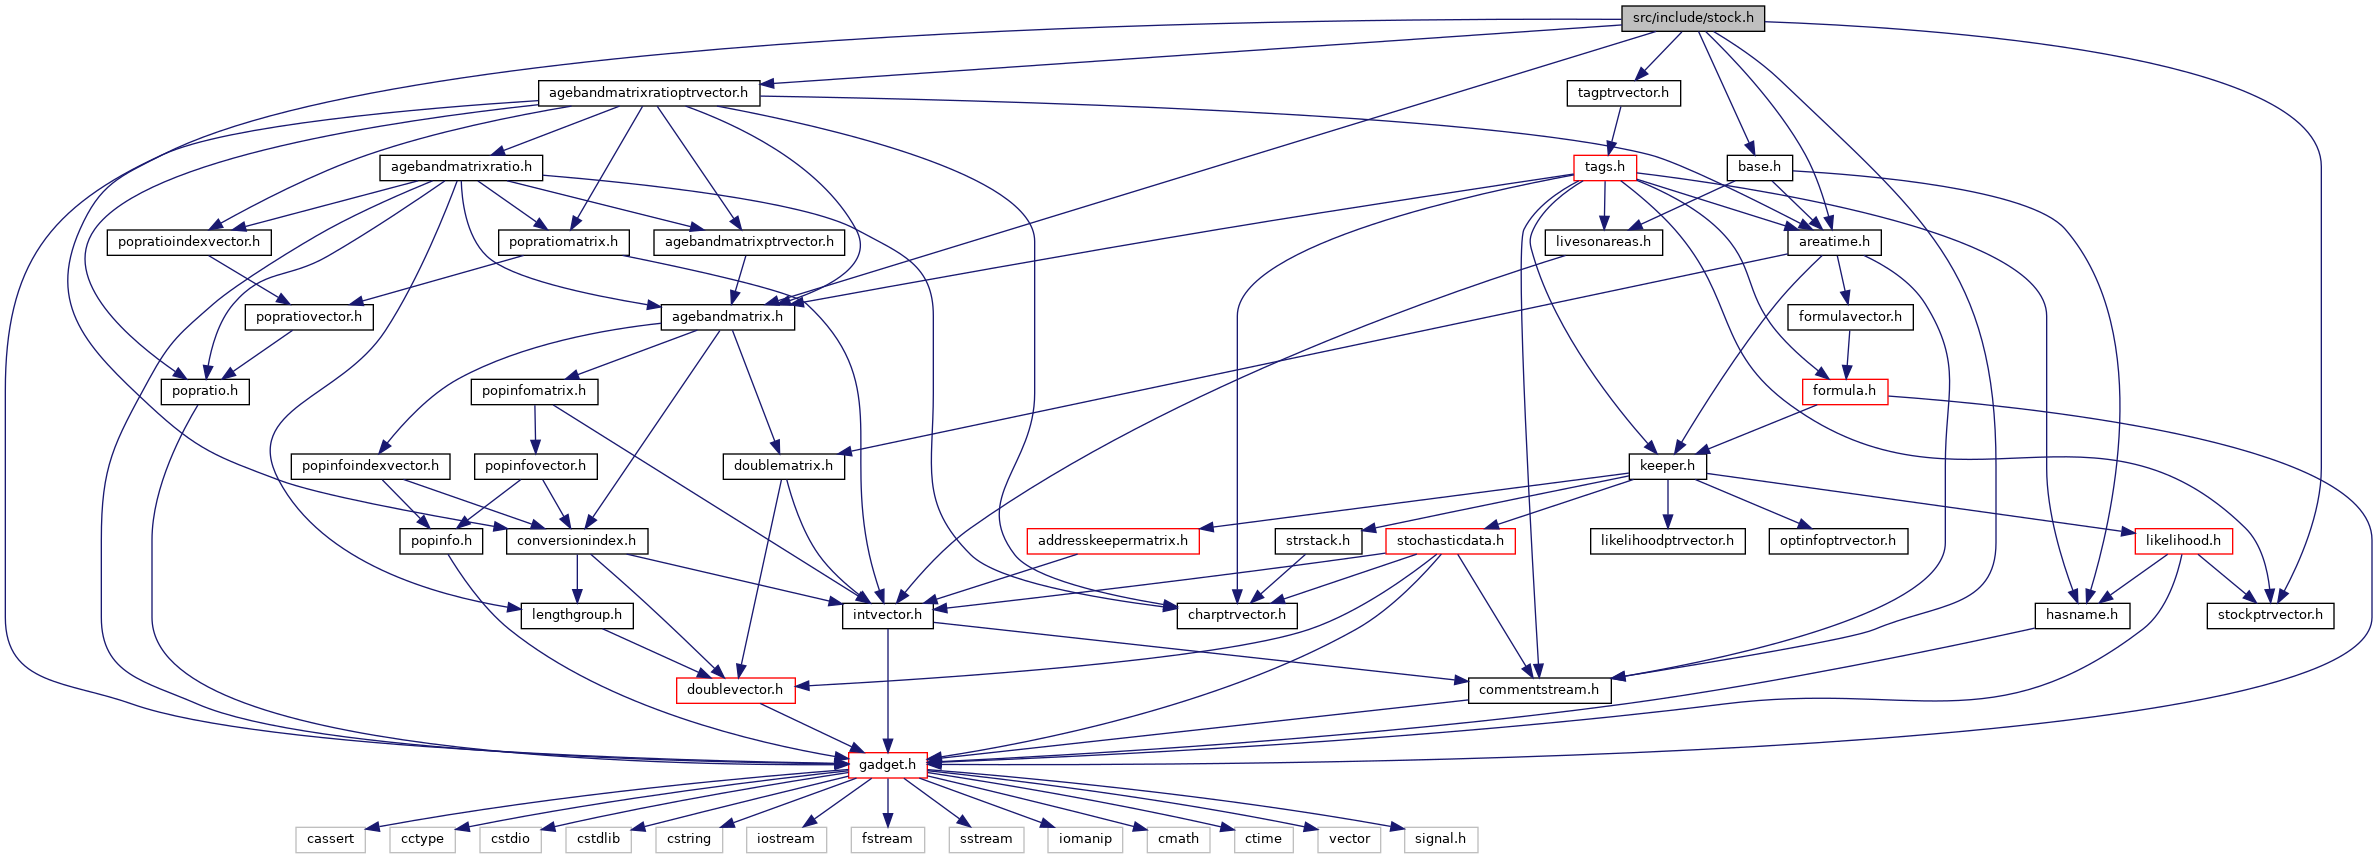 src/include/stock.h
agebandmatrixratioptrvector.h
tagptrvector.h
agebandmatrixratio.h
tags.h
base.h
popratioindexvector.h
popratiomatrix.h
agebandmatrixptrvector.h
livesonareas.h
areatime.h
popratiovector.h
agebandmatrix.h
formulavector.h
popratio.h
popinfomatrix.h
formula.h
popinfoindexvector.h
popinfovector.h
doublematrix.h
keeper.h
popinfo.h
conversionindex.h
addresskeepermatrix.h
strstack.h
stochasticdata.h
likelihoodptrvector.h
optinfoptrvector.h
likelihood.h
lengthgroup.h
intvector.h
charptrvector.h
hasname.h
stockptrvector.h
doublevector.h
commentstream.h
gadget.h
cassert
cctype
cstdio
cstdlib
cstring
iostream
fstream
sstream
iomanip
cmath
ctime
vector
signal.h